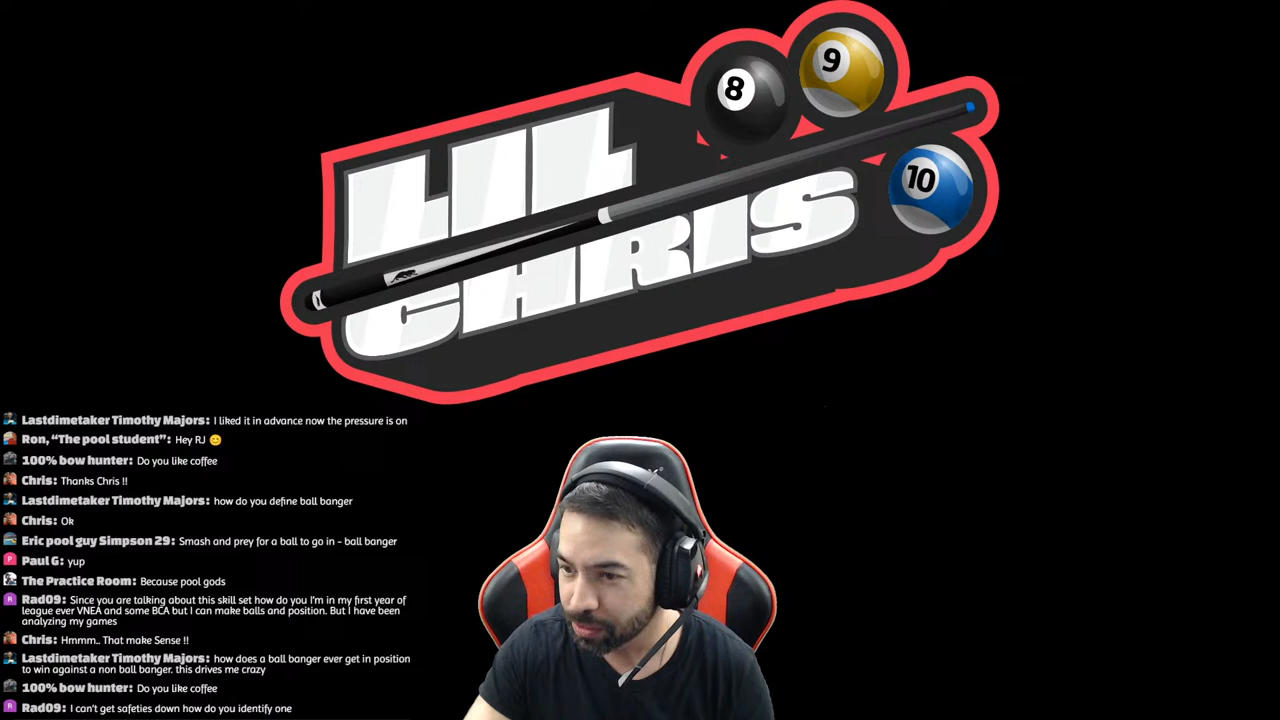 LIL
CHRIS
8
9
10
Lastdimetaker Timothy Majors: I liked it in advance now the pressure is on
Ron, “The pool student”: Hey RJ 😊
100% bow hunter: Do you like coffee
Chris: Thanks Chris !!
Lastdimetaker Timothy Majors: how do you define ball banger
Chris: Ok
Eric pool guy Simpson 29: Smash and prey for a ball to go in - ball banger
P Paul G: yup
The Practice Room: Because pool gods
R Rad09: Since you are talking about this skill set how do you I’m in my first year of
league ever VNEA and some BCA but I can make balls and position. But I have been
analyzing my games
Chris: Hmmm.. That make Sense !!
Lastdimetaker Timothy Majors: how does a ball banger ever get in position
to win against a non ball banger. this drives me crazy
100% bow hunter: Do you like coffee
R Rad09: I can’t get safeties down how do you identify one